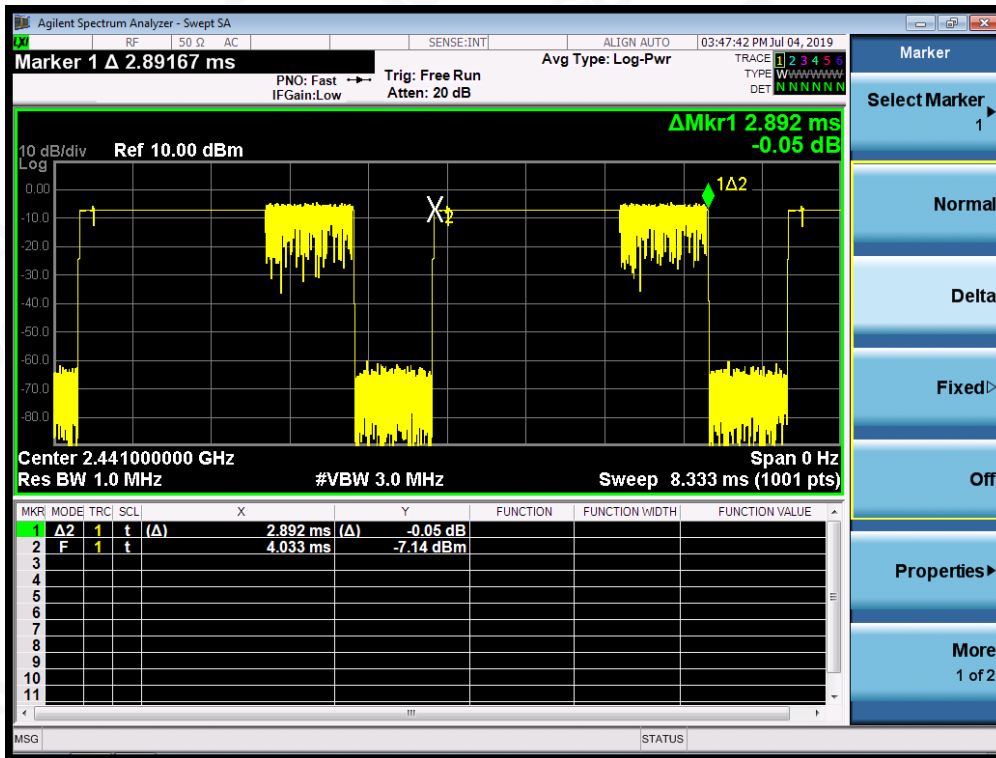 Agilent Spectrum Analyzer - Swept SA
LXI RF 50 Ω AC SENSE:INT ALIGN AUTO 03:47:42 PM Jul 04, 2019
Marker 1 Δ 2.89167 ms
PNO: Fast Trig: Free Run Avg Type: Log-Pwr TRACE 1 2 3 4 5 6
IFGain:Low Atten: 20 dB TYPE WWWWWW
DET N N N N N N
ΔMkr1 2.892 ms
-0.05 dB
10 dB/div Ref 10.00 dBm
Log
0.00
-10.0
-20.0
-30.0
-40.0
-50.0
-60.0
-70.0
-80.0
1Δ2
X2
Center 2.441000000 GHz Span 0 Hz
Res BW 1.0 MHz #VBW 3.0 MHz Sweep 8.333 ms (1001 pts)
MKR MODE TRC SCL X Y FUNCTION FUNCTION WIDTH FUNCTION VALUE
1 Δ2 1 t (Δ) 2.892 ms (Δ) -0.05 dB
2 F 1 t 4.033 ms -7.14 dBm
3
4
5
6
7
8
9
10
11
MSG STATUS
Marker
Select Marker
1
Normal
Delta
Fixed
Off
Properties
More
1 of 2